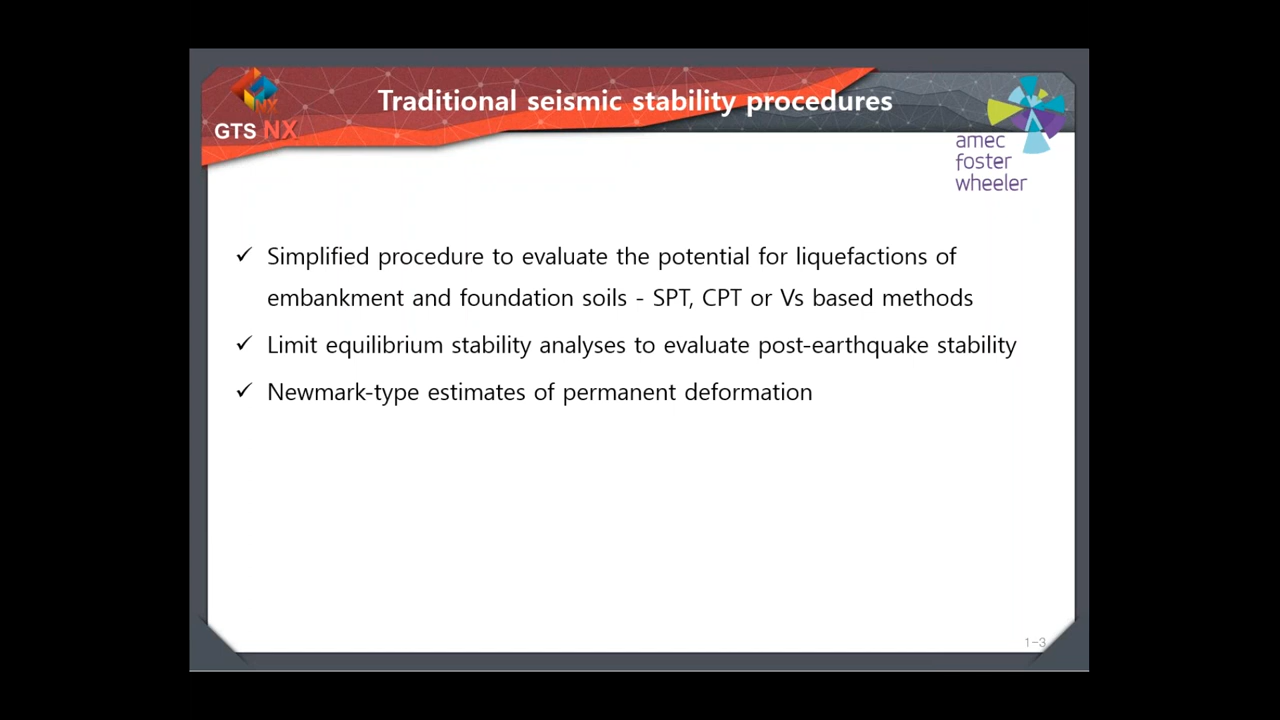 Traditional seismic stability procedures
NX
GTS NX
amec
foster
wheeler
✓ Simplified procedure to evaluate the potential for liquefactions of
embankment and foundation soils - SPT, CPT or Vs based methods
✓ Limit equilibrium stability analyses to evaluate post-earthquake stability
✓ Newmark-type estimates of permanent deformation
1-3